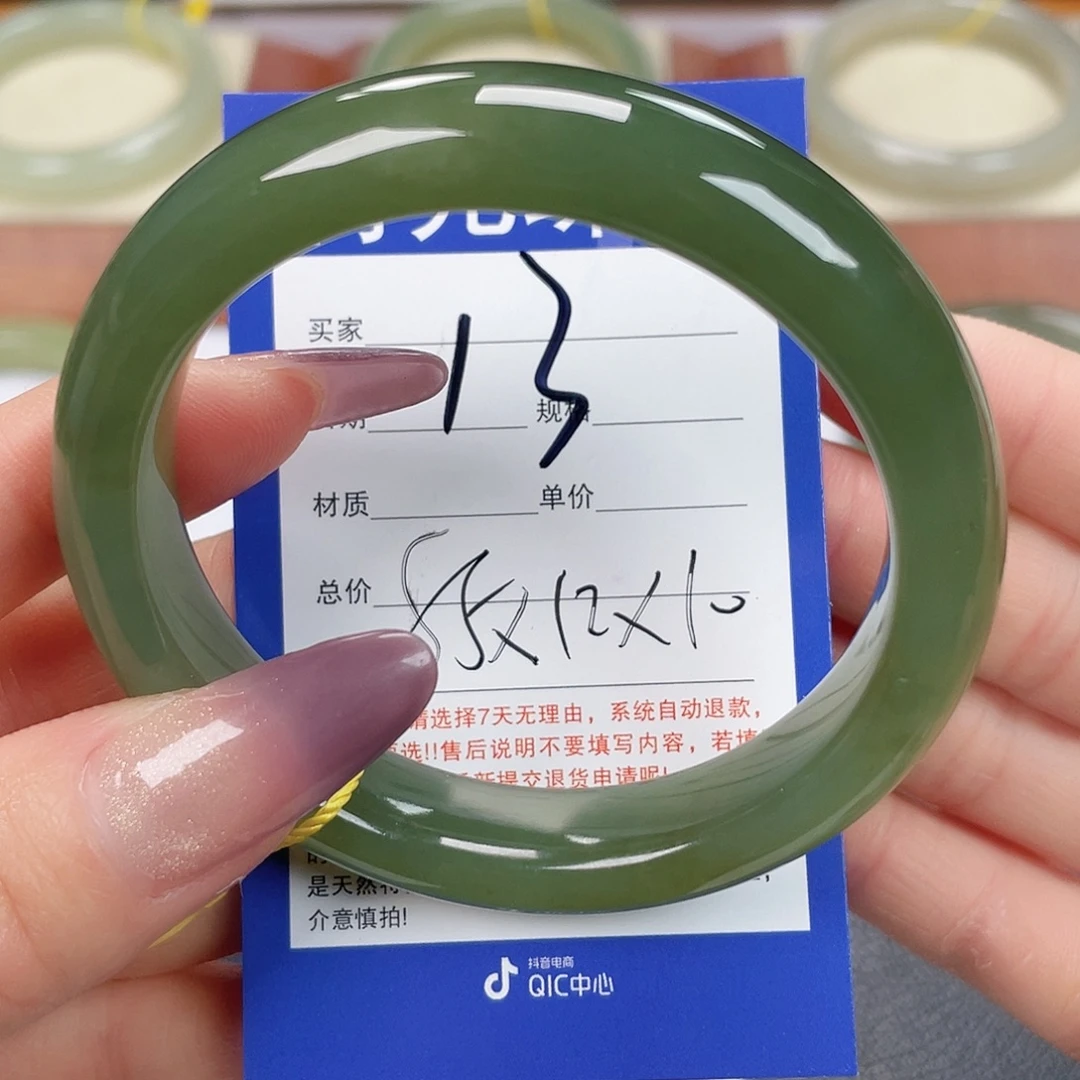 买家
13
规格
材质 单价
总价
55x12x10
请选择7天无理由，系统自动退款，
选!!售后说明不要填写内容，若填
新提交退货申请呢!
是天然
介意慎拍!
抖音电商
QIC中心